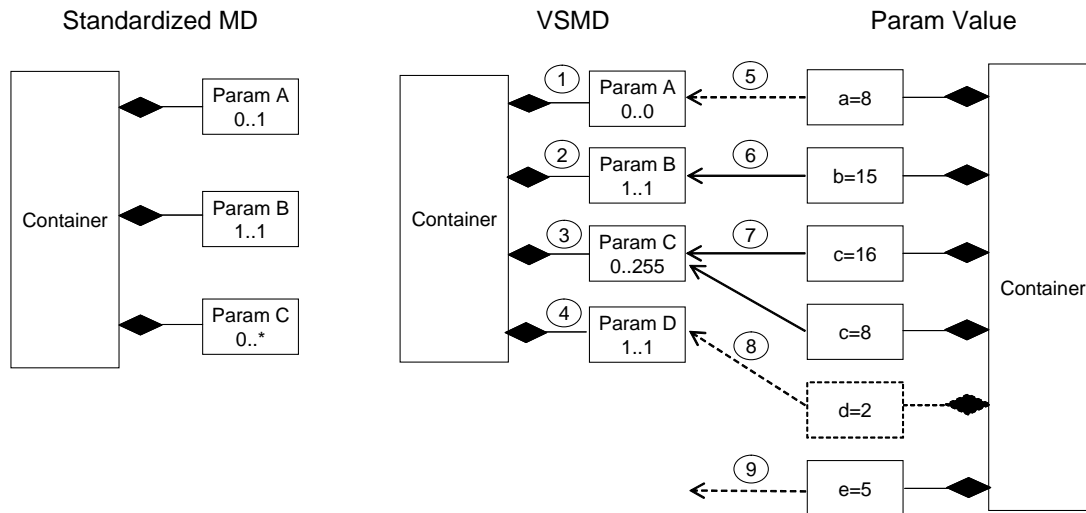 Standardized MD
VSMD
Param Value
Container
Param A
0..1
Param B
1..1
Param C
0..*
Container
1
Param A
0..0
2
Param B
1..1
3
Param C
0..255
4
Param D
1..1
5
a=8
6
b=15
7
c=16
c=8
8
d=2
9
e=5
Container